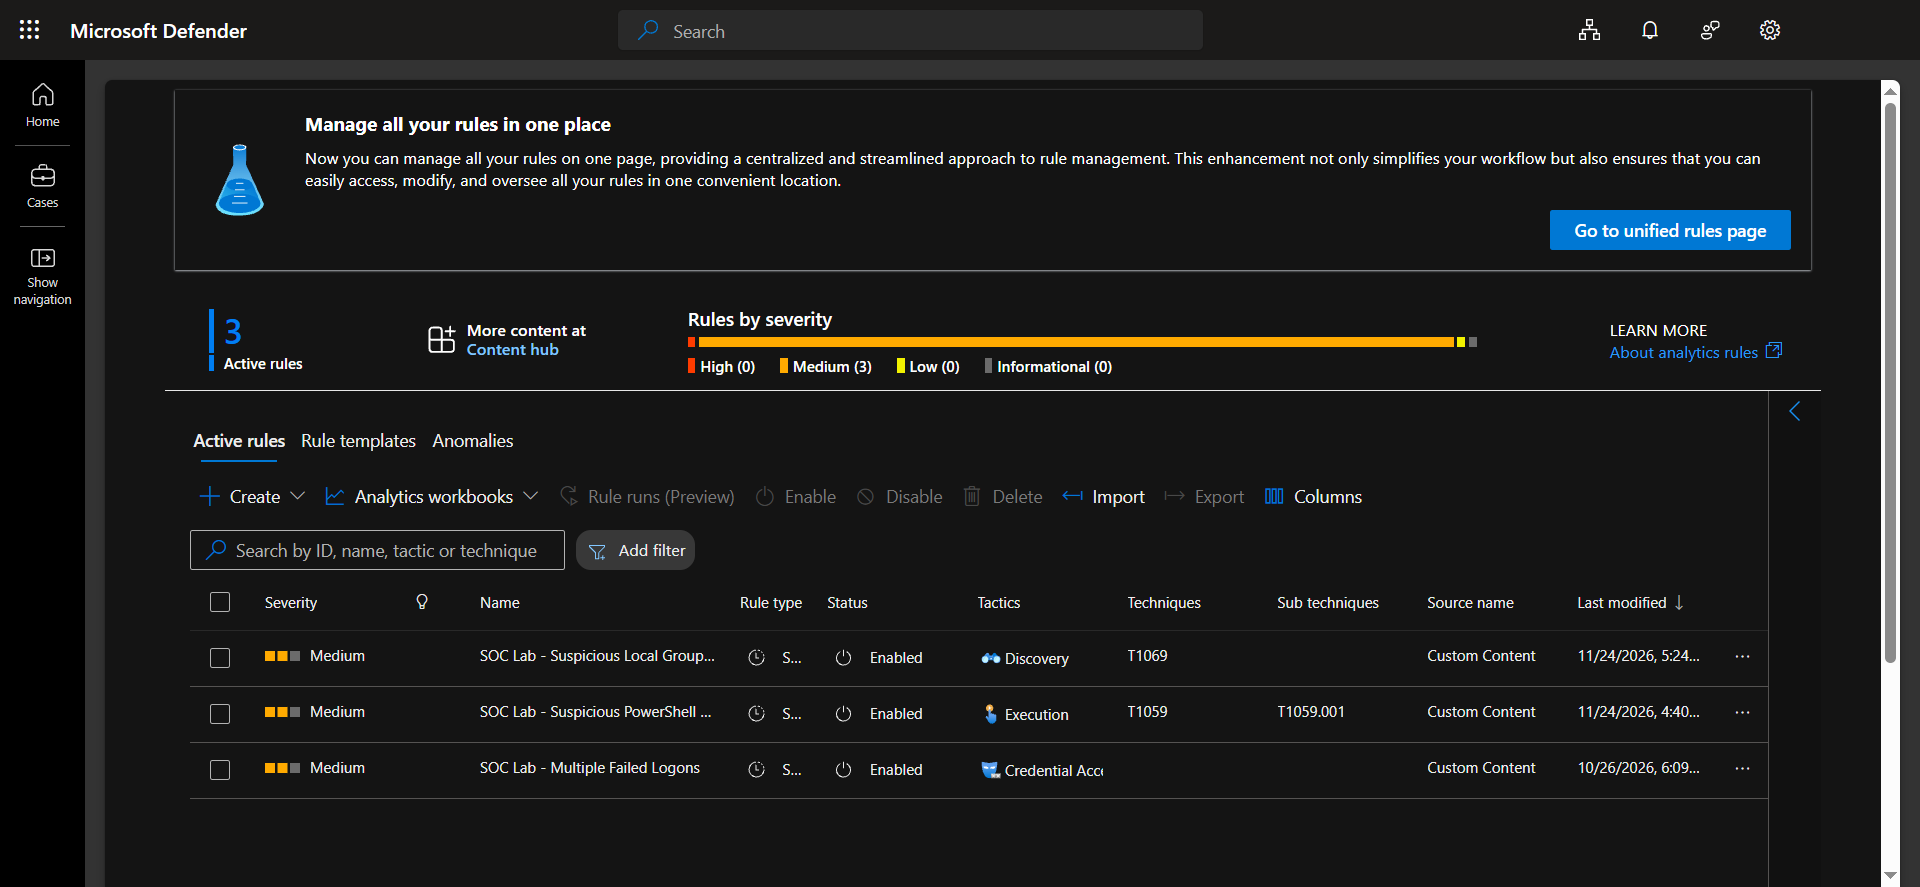 Microsoft Defender
Search
Home
Cases
Show
navigation
Manage all your rules in one place
Now you can manage all your rules on one page, providing a centralized and streamlined approach to rule management. This enhancement not only simplifies your workflow but also ensures that you can
easily access, modify, and oversee all your rules in one convenient location.
Go to unified rules page
3
Active rules
More content at
Content hub
Rules by severity
High (0) Medium (3) Low (0) Informational (0)
LEARN MORE
About analytics rules
Active rules Rule templates Anomalies
Create Analytics workbooks Rule runs (Preview) Enable Disable Delete Import Export Columns
Search by ID, name, tactic or technique Add filter
Severity Name Rule type Status Tactics Techniques Sub techniques Source name Last modified
Medium SOC Lab - Suspicious Local Group... S... Enabled Discovery T1069 Custom Content 11/24/2026, 5:24...
Medium SOC Lab - Suspicious PowerShell ... S... Enabled Execution T1059 T1059.001 Custom Content 11/24/2026, 4:40...
Medium SOC Lab - Multiple Failed Logons S... Enabled Credential Acce Custom Content 10/26/2026, 6:09...